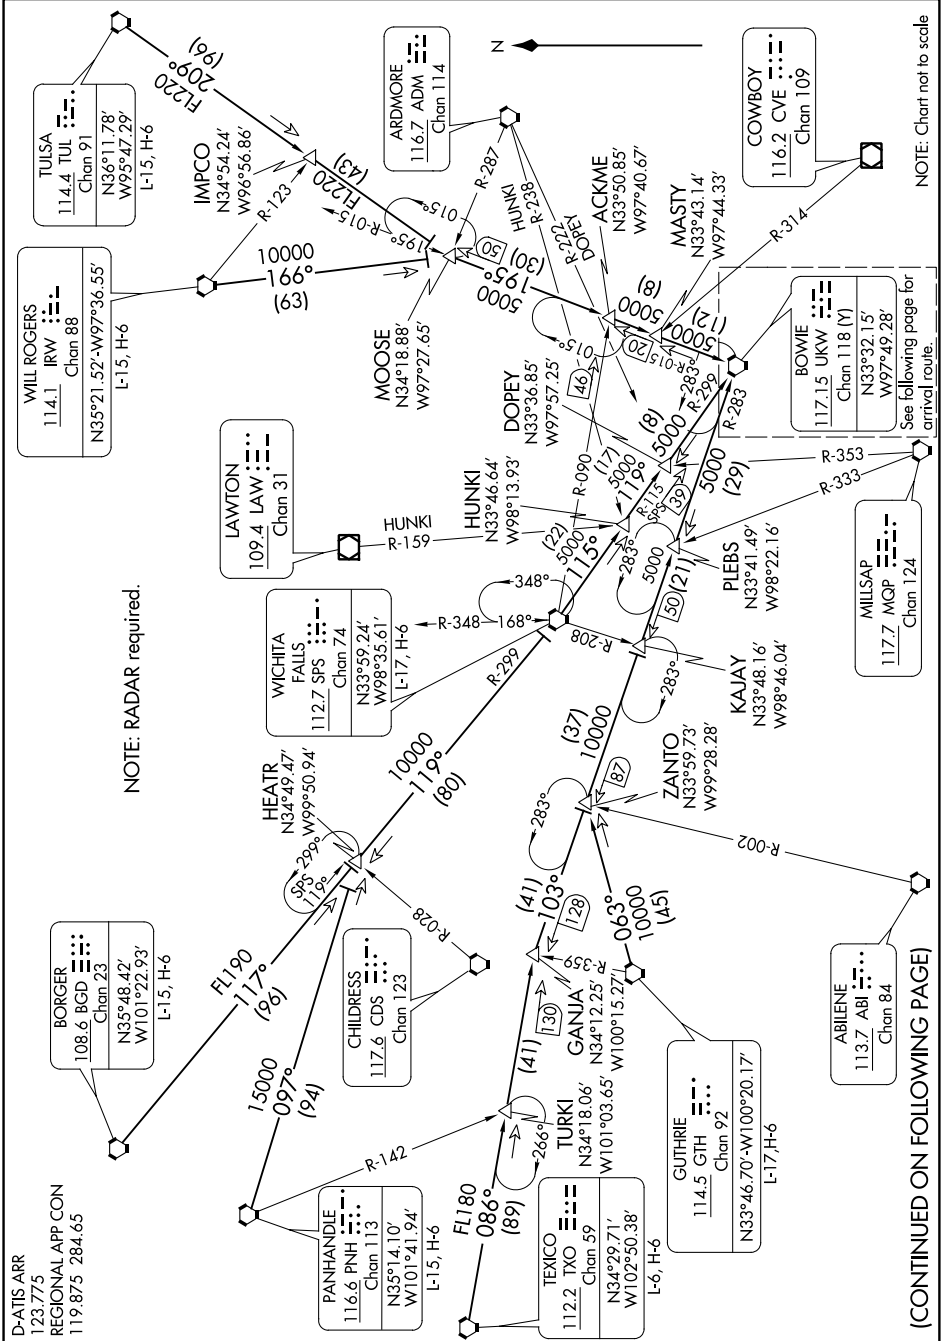 D-ATIS ARR
123.775
REGIONAL APP CON
119.875 284.65
NOTE: RADAR required.
BORGER
108.6 BGD
Chan 23
N35°48.42'
W101°22.93'
L-15, H-6
FL190
117°
(96)
PANHANDLE
116.6 PNH
Chan 113
N35°14.10'
W101°41.94'
L-15, H-6
15000
097°
(94)
R-142
CHILDRESS
117.6 CDS
Chan 123
R-028
HEATR
N34°49.47'
W99°50.94'
SPS
119°
299°
10000
119°
(80)
R-299
WICHITA
FALLS
112.7 SPS
Chan 74
N33°59.24'
W98°35.61'
L-17, H-6
R-348
168°
348°
R-208
R-090
LAWTON
109.4 LAW
Chan 31
HUNKI
R-159
HUNKI
N33°46.64'
W98°13.93'
(22)
5000
115°
(17)
5000
119°
R-115
SPS
39
DOPEY
N33°36.85'
W97°57.25'
(8)
5000
R-299
283°
WILL ROGERS
114.1 IRW
Chan 88
N35°21.52'-W97°36.55'
L-15, H-6
R-123
10000
991°
(63)
TULSA
114.4 TUL
Chan 91
N36°11.78'
W95°47.29'
L-15, H-6
FL220
209°
(96)
IMPCO
N34°54.24'
W96°56.86'
FL220
(43)
R-015
195°
015°
MOOSE
N34°18.88'
W97°27.65'
50
5000
195°
(30)
ARDMORE
116.7 ADM
Chan 114
R-287
HUNKI
R-238
R-222
DOPEY
N
ACKME
N33°50.85'
W97°40.67'
46
015°
20
5000
(8)
MASTY
N33°43.14'
W97°44.33'
R-015
5000
(12)
COWBOY
116.2 CVE
Chan 109
R-314
BOWIE
117.15 UKW
Chan 118 (Y)
N33°32.15'
W97°49.28'
See following page for
arrival route.
R-283
5000
(29)
R-353
R-333
MILLSAP
117.7 MQP
Chan 124
PLEBS
N33°41.49'
W98°22.16'
283°
5000
(21)
50
KAJAY
N33°48.16'
W98°46.04'
283°
(37)
10000
ZANTO
N33°59.73'
W99°28.28'
87
283°
R-002
ABILENE
113.7 ABI
Chan 84
(41)
103°
128
GANJA
N34°12.25'
W100°15.27'
130
R-359
063°
10000
(45)
GUTHRIE
114.5 GTH
Chan 92
N33°46.70'-W100°20.17'
L-17,H-6
(41)
TURKI
N34°18.06'
W101°03.65'
266°
FL180
086°
(89)
TEXICO
112.2 TXO
Chan 59
N34°29.71'
W102°50.38'
L-6, H-6
NOTE: Chart not to scale
(CONTINUED ON FOLLOWING PAGE)